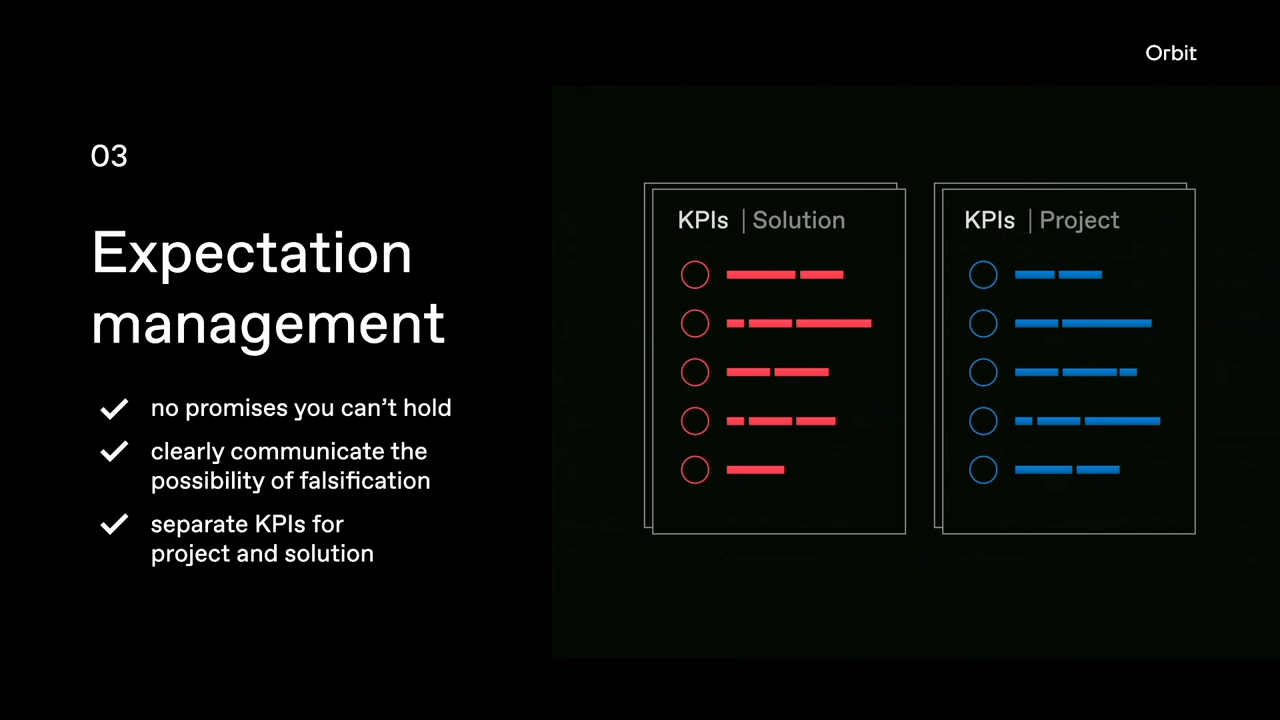 Orbit
03
Expectation
management
no promises you can’t hold
clearly communicate the
possibility of falsification
separate KPIs for
project and solution
KPIs | Solution
KPIs | Project